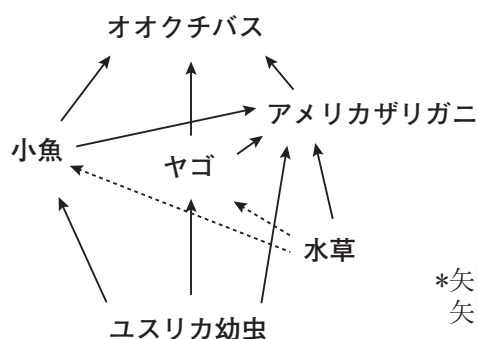 オオクチバス
アメリカザリガニ
小魚
ヤゴ
水草
*矢
矢
ユスリカ幼虫